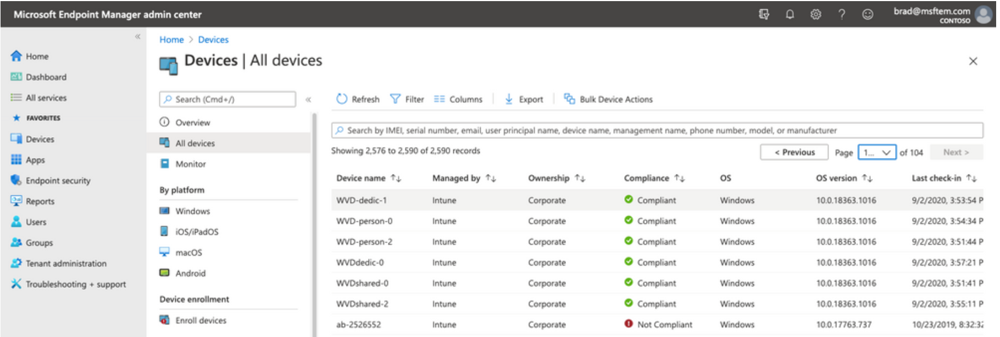 Microsoft Endpoint Manager admin center
brad@msftem.com
CONTOSO
Home
Dashboard
All services
FAVORITES
Devices
Apps
Endpoint security
Reports
Users
Groups
Tenant administration
Troubleshooting + support
Home > Devices
Devices | All devices
Search (Cmd+/)
Overview
All devices
Monitor
By platform
Windows
iOS/iPadOS
macOS
Android
Device enrollment
Enroll devices
Refresh Filter Columns Export Bulk Device Actions
Search by IMEI, serial number, email, user principal name, device name, management name, phone number, model, or manufacturer
Showing 2,576 to 2,590 of 2,590 records < Previous Page 1... of 104 Next >
Device name ↑↓ Managed by ↑↓ Ownership ↑↓ Compliance ↑↓ OS OS version ↑↓ Last check-in ↑↓
WVD-dedic-1 Intune Corporate Compliant Windows 10.0.18363.1016 9/2/2020, 3:53:54 P
WVD-person-0 Intune Corporate Compliant Windows 10.0.18363.1016 9/2/2020, 3:54:34 P
WVD-person-2 Intune Corporate Compliant Windows 10.0.18363.1016 9/2/2020, 3:51:44 P
WVDdedic-0 Intune Corporate Compliant Windows 10.0.18363.1016 9/2/2020, 3:57:21 P
WVDshared-0 Intune Corporate Compliant Windows 10.0.18363.1016 9/2/2020, 3:51:41 P
WVDshared-2 Intune Corporate Compliant Windows 10.0.18363.1016 9/2/2020, 3:55:11 P
ab-2526552 Intune Corporate Not Compliant Windows 10.0.17763.737 10/23/2019, 8:32:32